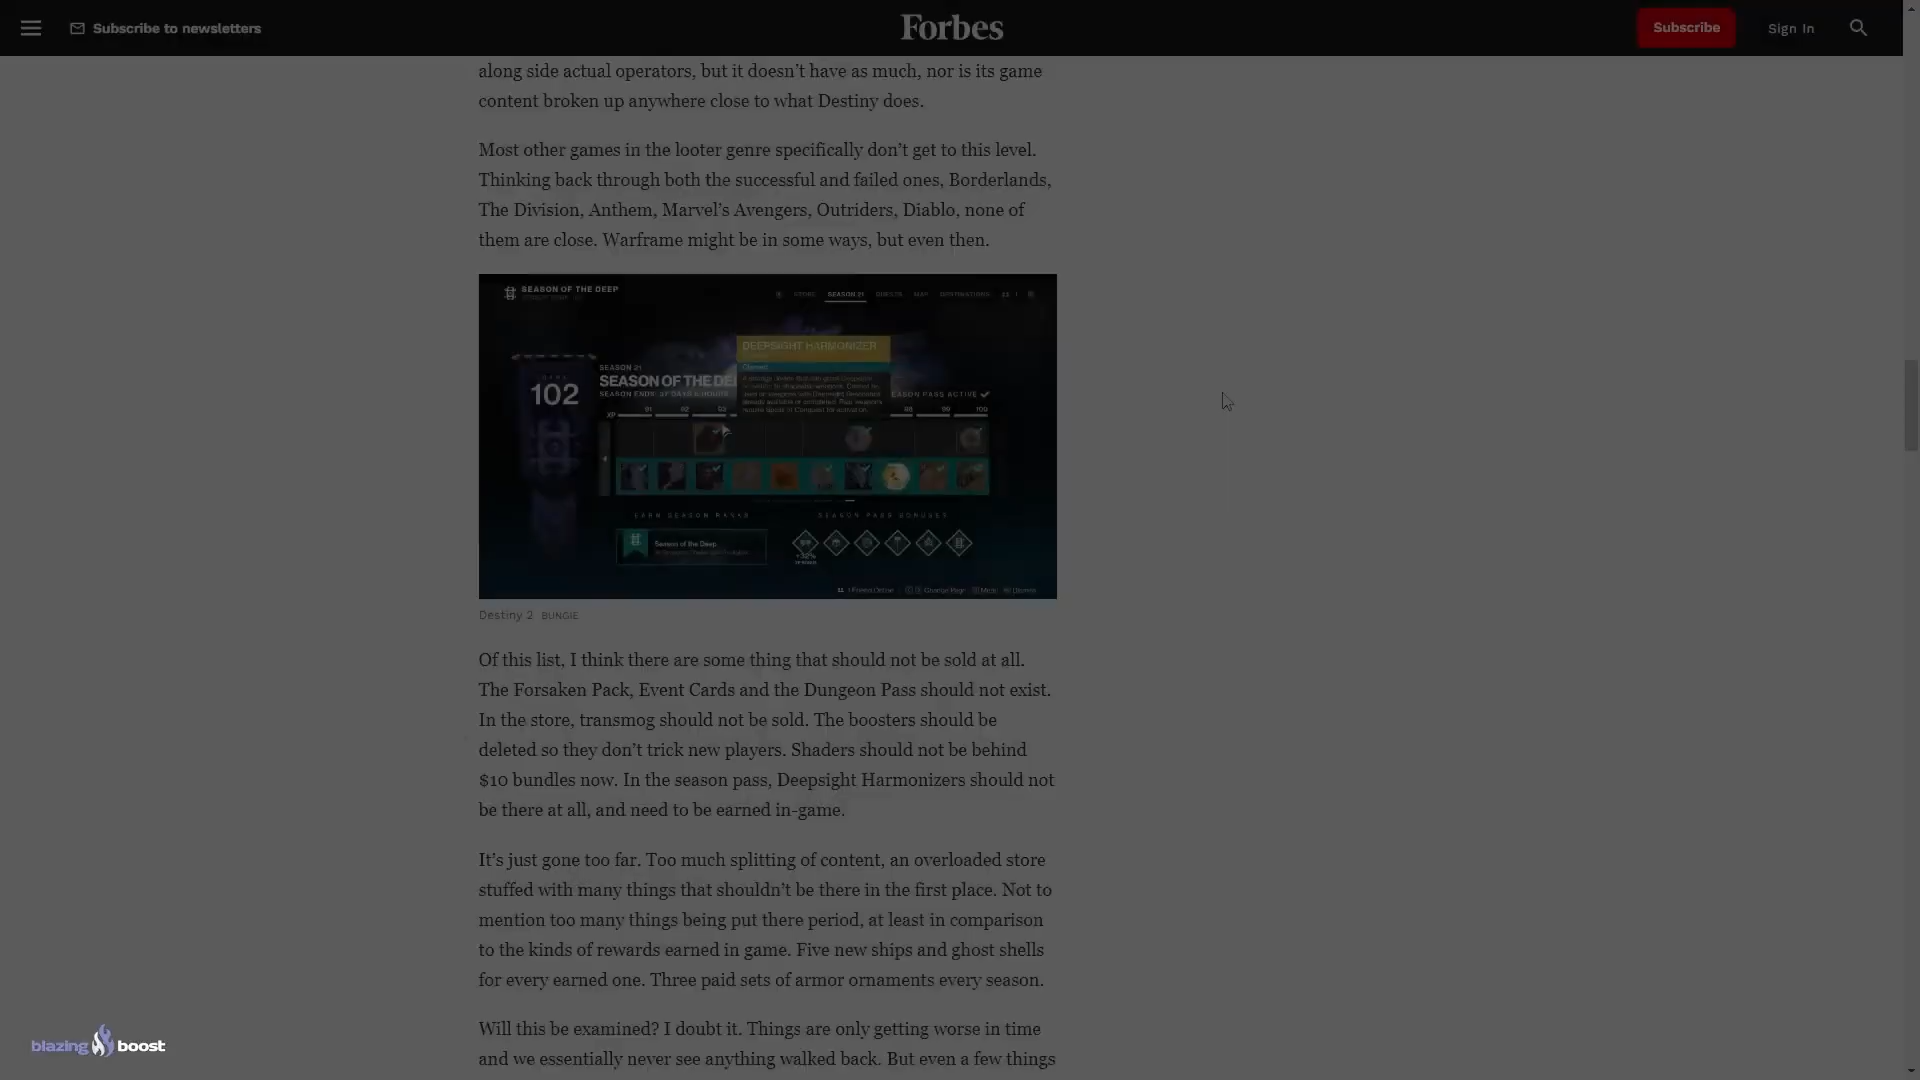 Subscribe to newsletters
Forbes
Subscribe
Sign In
along side actual operators, but it doesn’t have as much, nor is its game
content broken up anywhere close to what Destiny does.
Most other games in the looter genre specifically don’t get to this level.
Thinking back through both the successful and failed ones, Borderlands,
The Division, Anthem, Marvel’s Avengers, Outriders, Diablo, none of
them are close. Warframe might be in some ways, but even then.
SEASON OF THE DEEP
STORE SEASON 21 QUESTS MAP DESTINATIONS
DEEPSIGHT HARMONIZER
102
SEASON 21
SEASON OF THE DE
SEASON PASS ACTIVE
XP 91 92 93 98 99 100
EARN SEASON RANKS
SEASON PASS BONUSES
Season of the Deep
Destiny 2 BUNGIE
Of this list, I think there are some thing that should not be sold at all.
The Forsaken Pack, Event Cards and the Dungeon Pass should not exist.
In the store, transmog should not be sold. The boosters should be
deleted so they don’t trick new players. Shaders should not be behind
$10 bundles now. In the season pass, Deepsight Harmonizers should not
be there at all, and need to be earned in-game.
It’s just gone too far. Too much splitting of content, an overloaded store
stuffed with many things that shouldn’t be there in the first place. Not to
mention too many things being put there period, at least in comparison
to the kinds of rewards earned in game. Five new ships and ghost shells
for every earned one. Three paid sets of armor ornaments every season.
Will this be examined? I doubt it. Things are only getting worse in time
and we essentially never see anything walked back. But even a few things
blazing boost